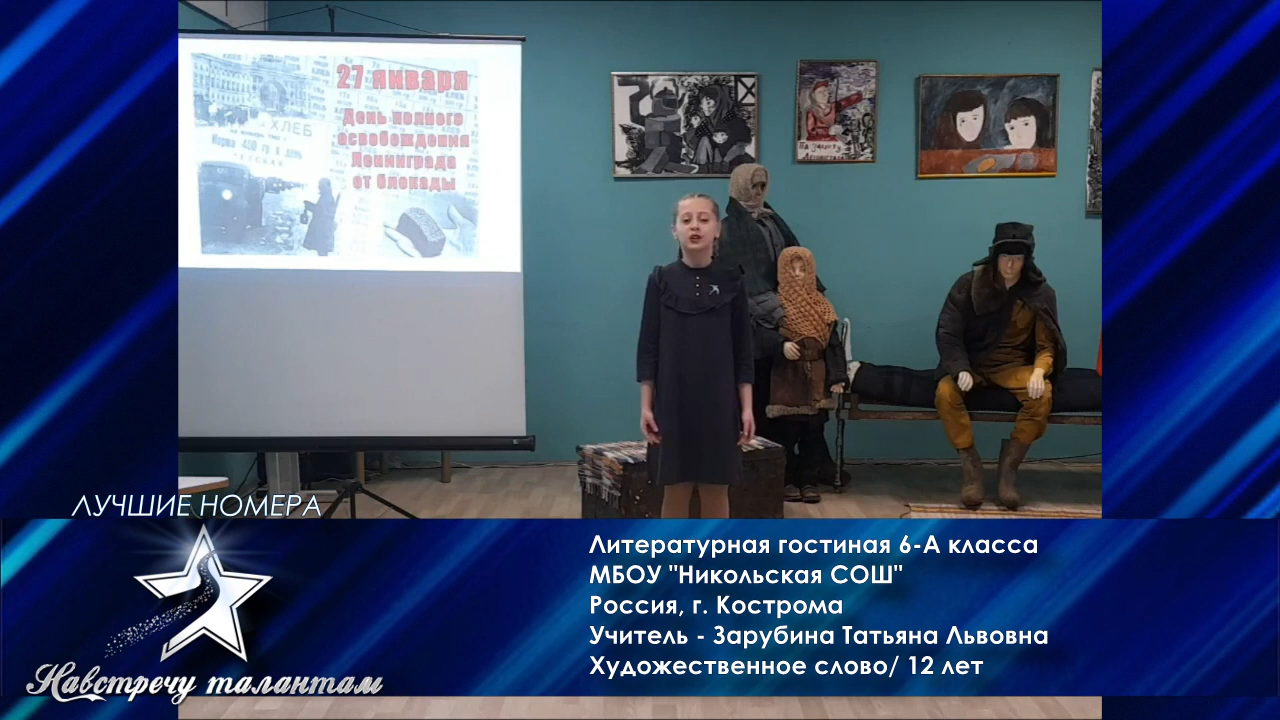 27 января
День полного
освобождения
Ленинграда
от блокады
ХЛЕБ
ЛУЧШИЕ НОМЕРА
Навстречу талантам
Литературная гостиная 6-А класса
МБОУ "Никольская СОШ"
Россия, г. Кострома
Учитель - Зарубина Татьяна Львовна
Художественное слово/ 12 лет